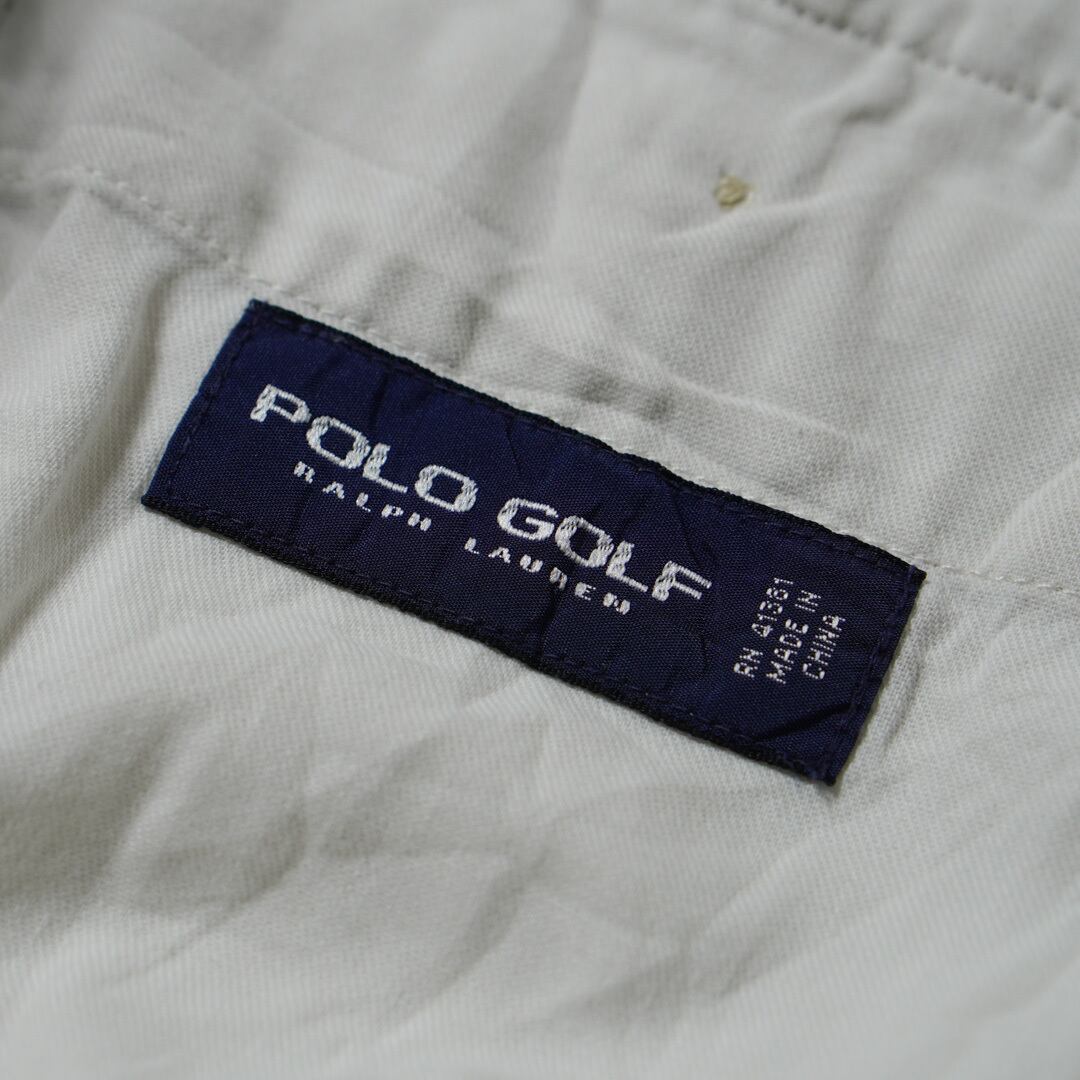 POLO GOLF
RALPH LAUREN
RN 41381
MADE IN
CHINA